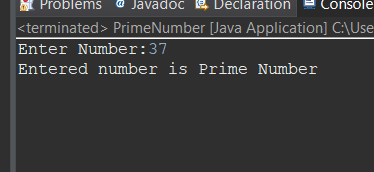 Problems @ Javadoc Declaration Console
<terminated> PrimeNumber [Java Application] C:\Use
Enter Number:37
Entered number is Prime Number